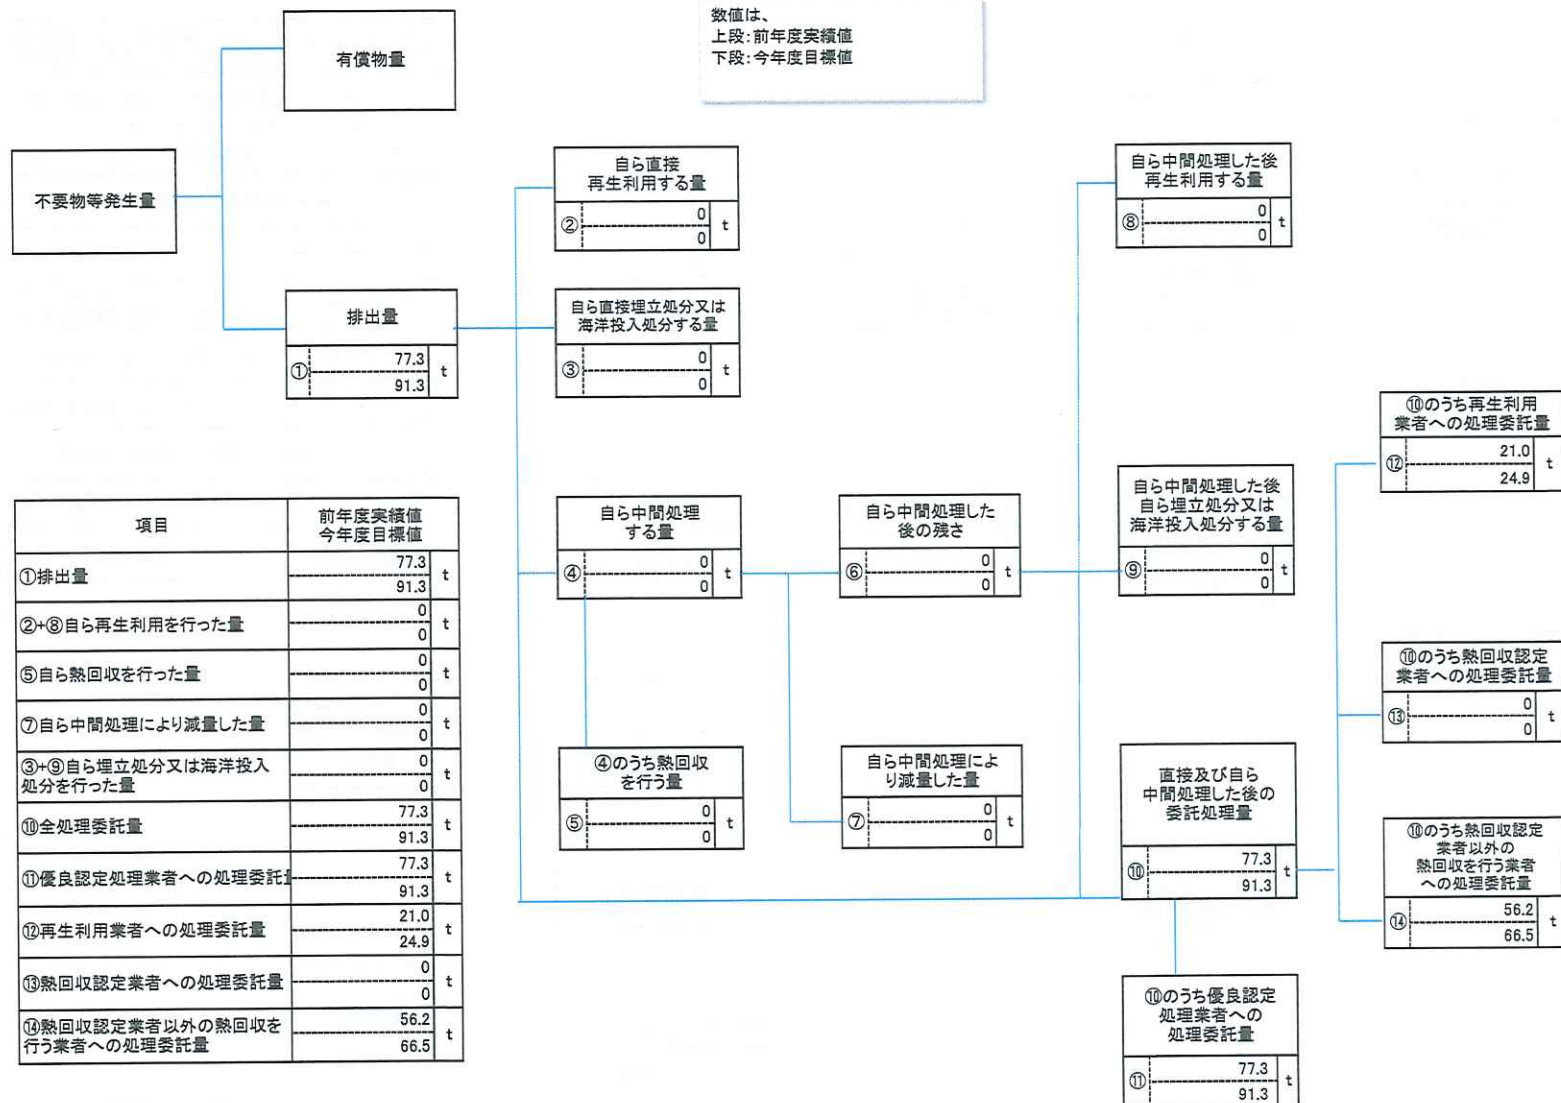 数値は、
上段:前年度実績値
下段:今年度目標値
有償物量
不要物等発生量
排出量
①
77.3
91.3
t
自ら直接
再生利用する量
②
0
0
t
自ら直接埋立処分又は
海洋投入処分する量
③
0
0
t
自ら中間処理
する量
④
0
0
t
④のうち熱回収
を行う量
⑤
0
0
t
自ら中間処理した
後の残さ
⑥
0
0
t
自ら中間処理によ
り減量した量
⑦
0
0
t
自ら中間処理した後
再生利用する量
⑧
0
0
t
自ら中間処理した後
自ら埋立処分又は
海洋投入処分する量
⑨
0
0
t
直接及び自ら
中間処理した後の
委託処理量
⑩
77.3
91.3
t
⑩のうち優良認定
処理業者への
処理委託量
⑪
77.3
91.3
t
⑩のうち再生利用
業者への処理委託量
⑫
21.0
24.9
t
⑩のうち熱回収認定
業者への処理委託量
⑬
0
0
t
⑩のうち熱回収認定
業者以外の
熱回収を行う業者
への処理委託量
⑭
56.2
66.5
t
項目
前年度実績値
今年度目標値
①排出量
77.3
91.3
t
②+⑧自ら再生利用を行った量
0
0
t
⑤自ら熱回収を行った量
0
0
t
⑦自ら中間処理により減量した量
0
0
t
③+⑨自ら埋立処分又は海洋投入
処分を行った量
0
0
t
⑩全処理委託量
77.3
91.3
t
⑪優良認定処理業者への処理委託
77.3
91.3
t
⑫再生利用業者への処理委託量
21.0
24.9
t
⑬熱回収認定業者への処理委託量
0
0
t
⑭熱回収認定業者以外の熱回収を
行う業者への処理委託量
56.2
66.5
t